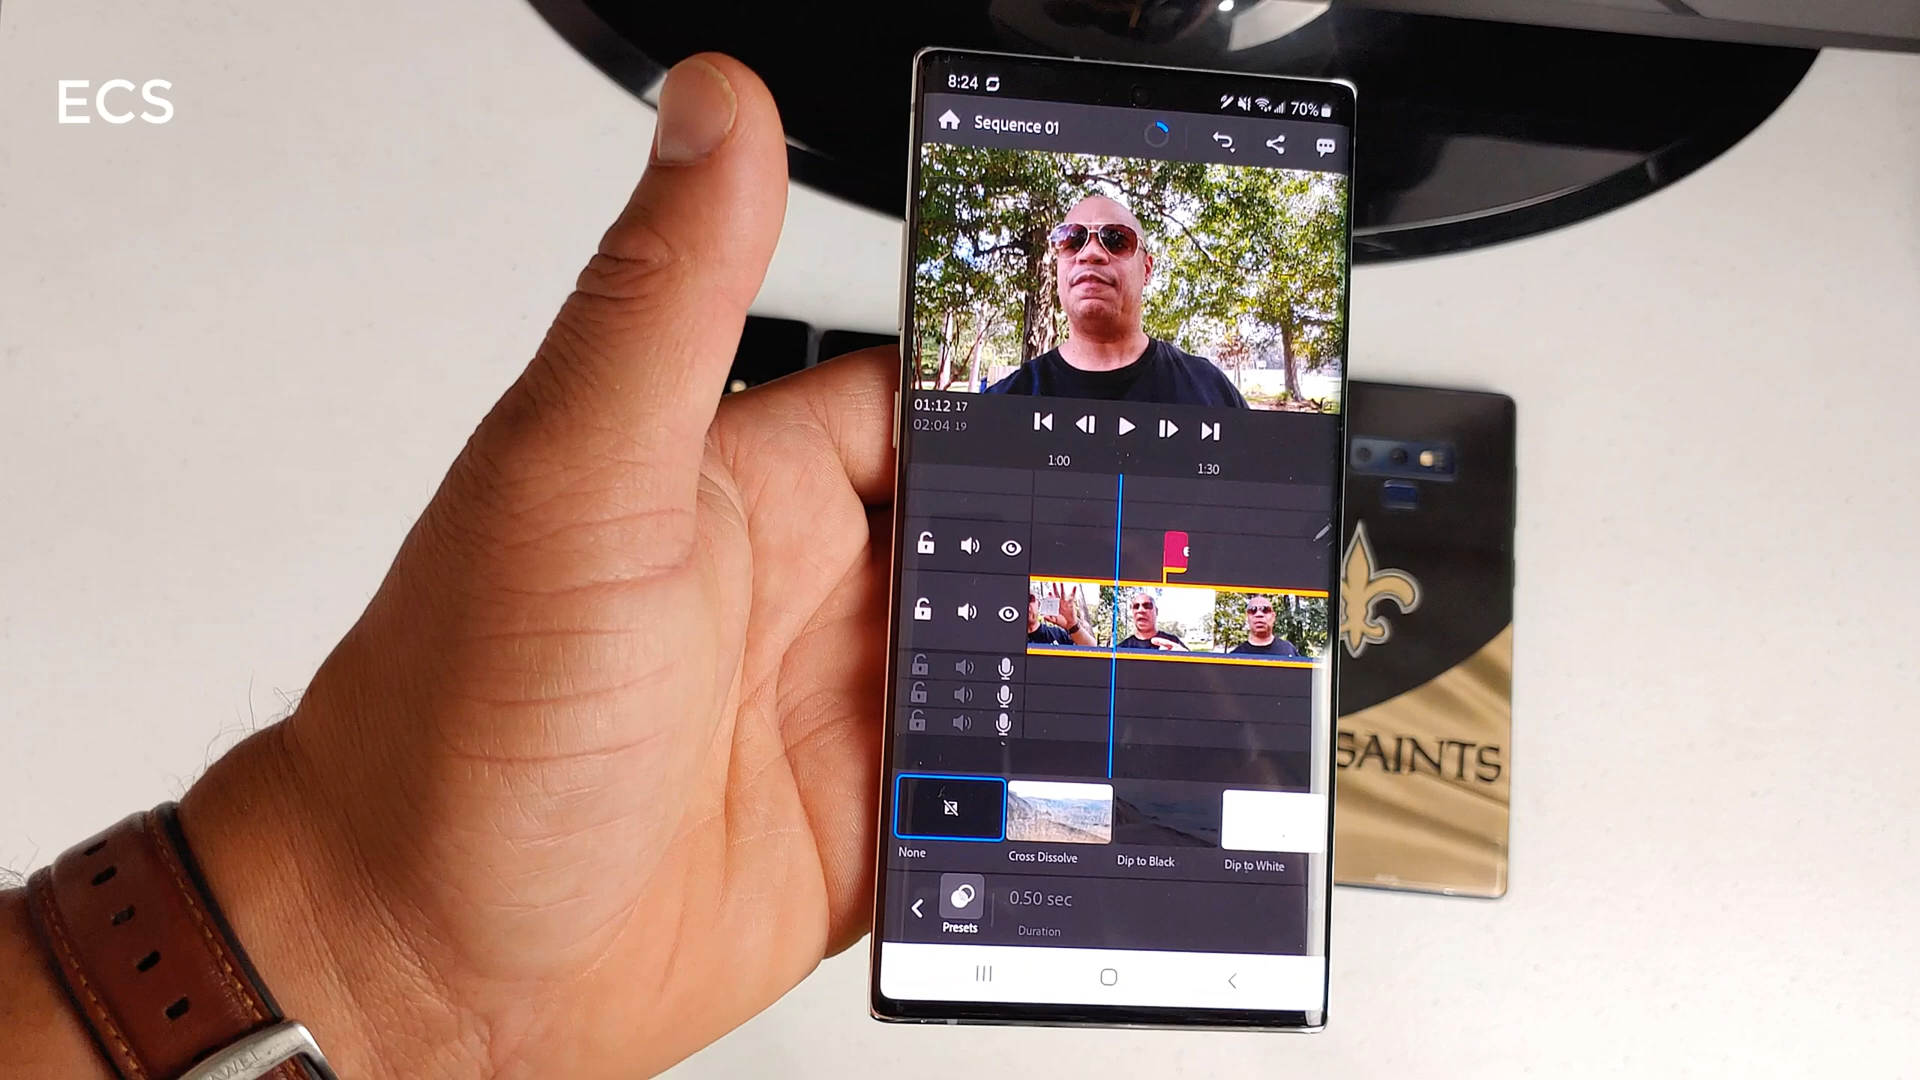 ECS
8:24
70%
Sequence 01
01:12 17
02:04 19
1:00
1:30
None
Cross Dissolve
Dip to Black
Dip to White
Presets
0.50 sec
Duration
SAINTS